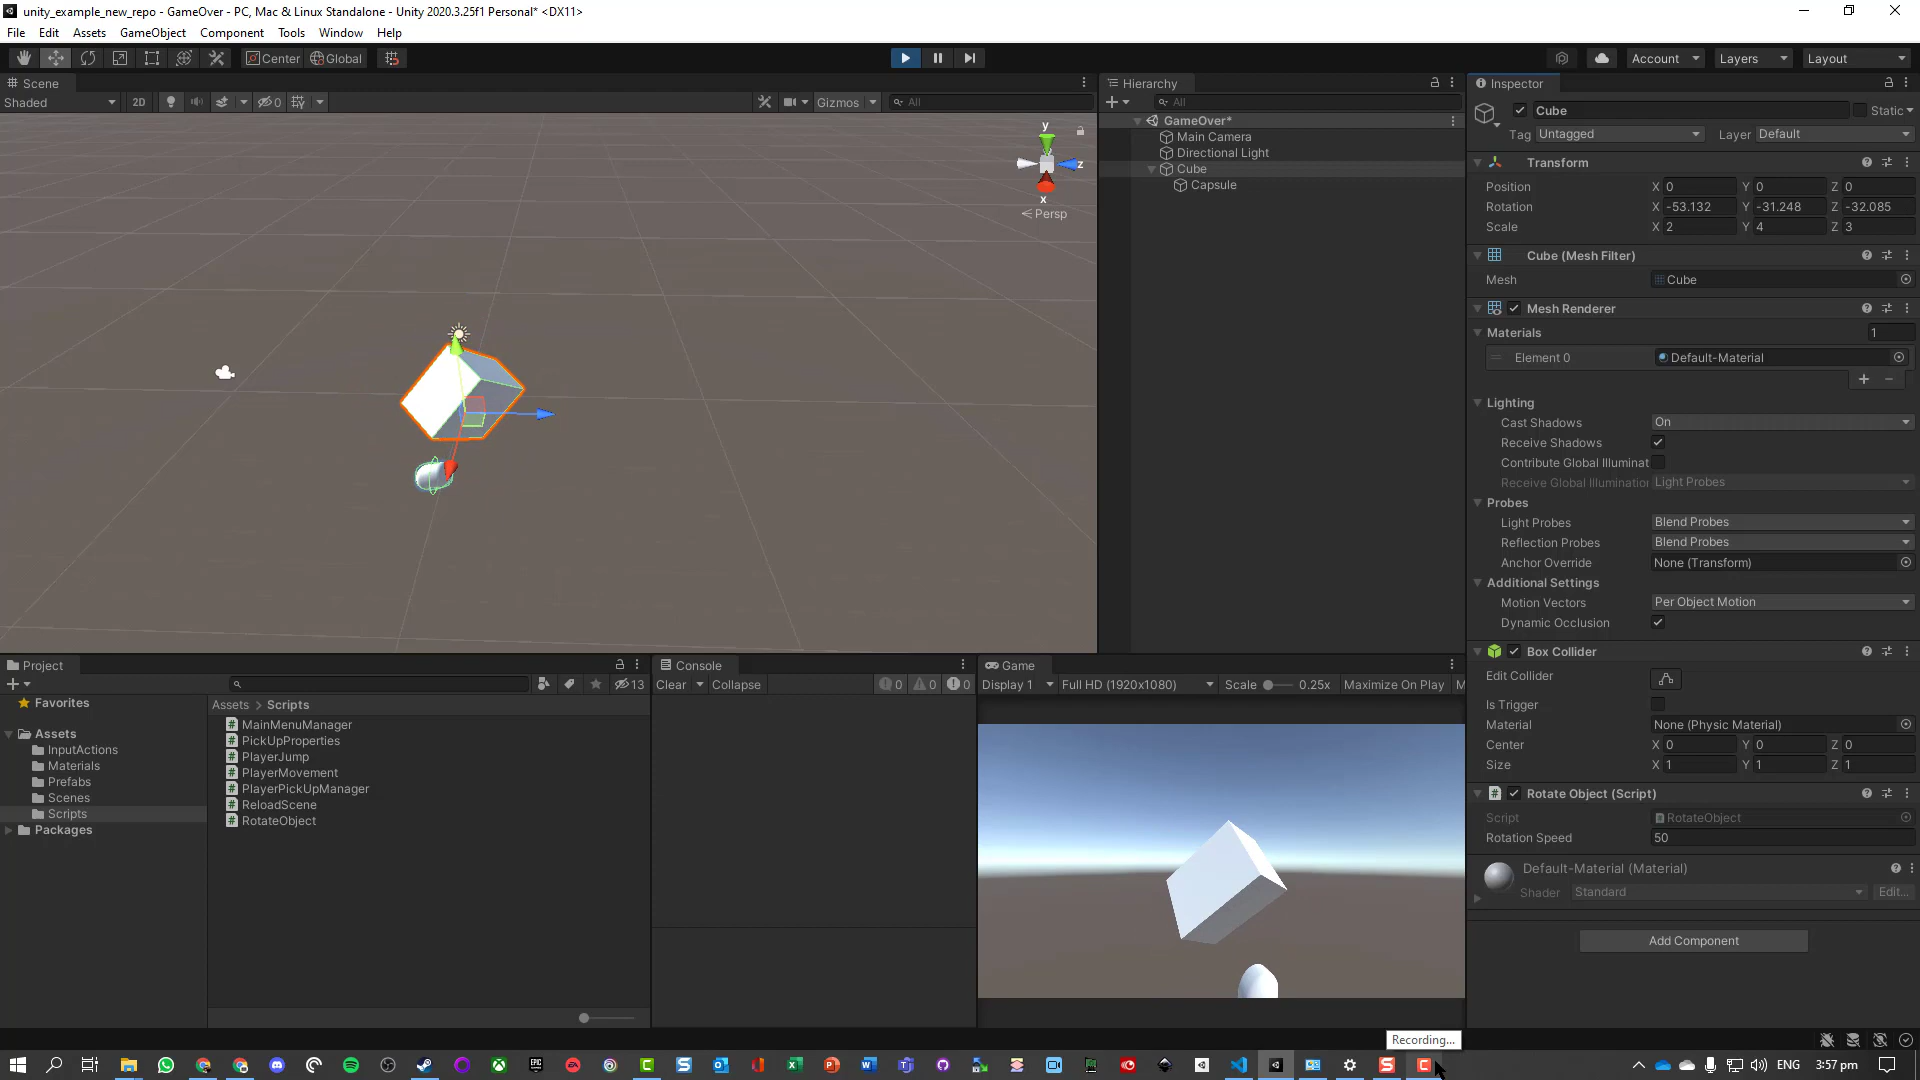 unity_example_new_repo - GameOver - PC, Mac & Linux Standalone - Unity 2020.3.25f1 Personal* <DX11>
File Edit Assets GameObject Component Tools Window Help
Center Global
Account Layers Layout
Scene
Shaded 2D 0 Gizmos All
y
z
x
Persp
Hierarchy
All
GameOver*
Main Camera
Directional Light
Cube
Capsule
Inspector
Cube Static
Tag Untagged Layer Default
Transform
Position X 0 Y 0 Z 0
Rotation X -53.132 Y -31.248 Z -32.085
Scale X 2 Y 4 Z 3
Cube (Mesh Filter)
Mesh Cube
Mesh Renderer
Materials 1
Element 0 Default-Material
Lighting
Cast Shadows On
Receive Shadows
Contribute Global Illuminat
Receive Global Illumination Light Probes
Probes
Light Probes Blend Probes
Reflection Probes Blend Probes
Anchor Override None (Transform)
Additional Settings
Motion Vectors Per Object Motion
Dynamic Occlusion
Box Collider
Edit Collider
Is Trigger
Material None (Physic Material)
Center X 0 Y 0 Z 0
Size X 1 Y 1 Z 1
Rotate Object (Script)
Script RotateObject
Rotation Speed 50
Default-Material (Material)
Shader Standard Edit...
Add Component
Project
13
Favorites
Assets
InputActions
Materials
Prefabs
Scenes
Scripts
Packages
Assets > Scripts
MainMenuManager
PickUpProperties
PlayerJump
PlayerMovement
PlayerPickUpManager
ReloadScene
RotateObject
Console
Clear Collapse 0 0 0
Game
Display 1 Full HD (1920x1080) Scale 0.25x Maximize On Play M
Recording...
ENG 3:57 pm